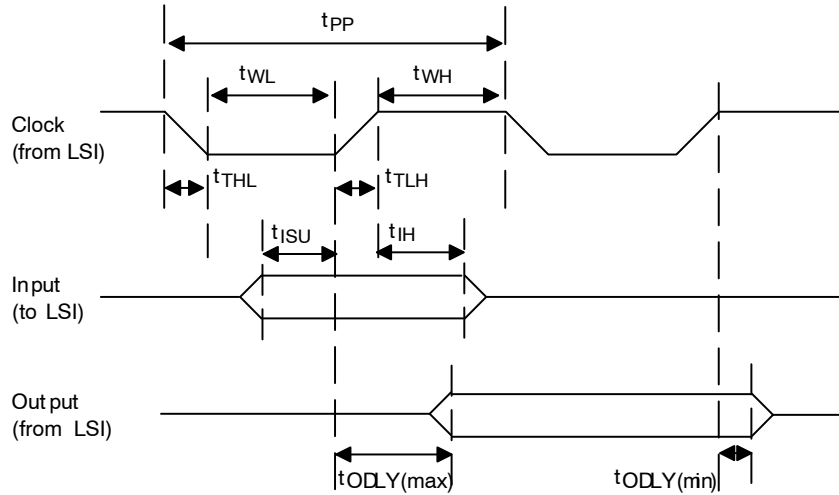 tPP
tWL
tWH
Clock
(from LSI)
tTHL
tTLH
tISU
tIH
Input
(to LSI)
Output
(from LSI)
tODLY(max)
tODLY(min)